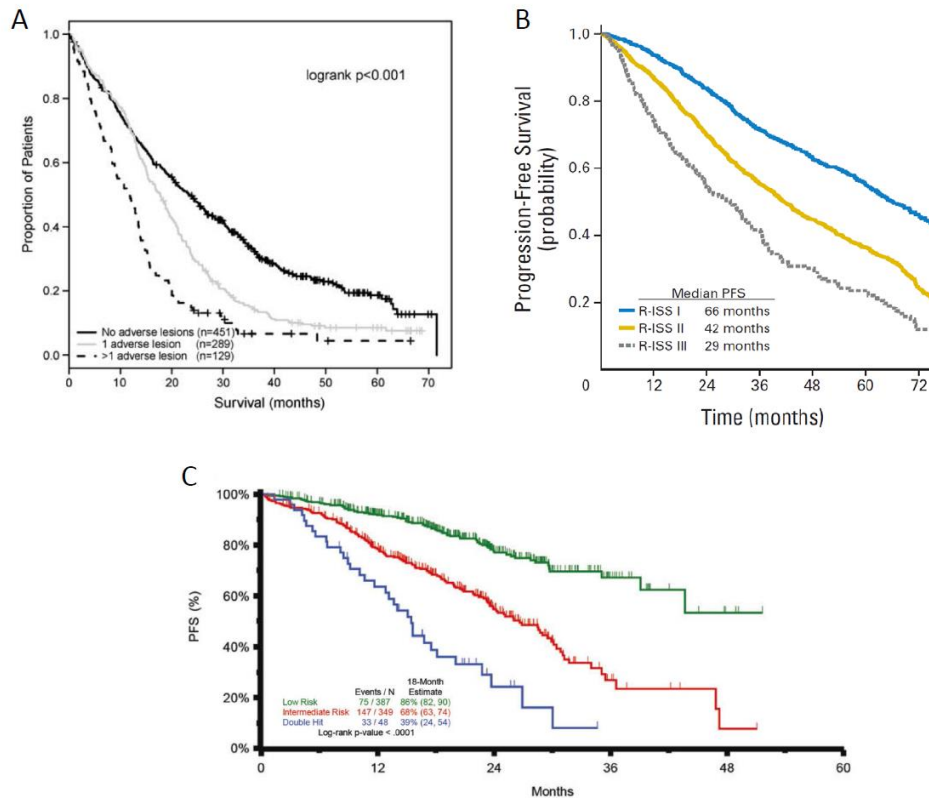 A
logrank p<0.001
Proportion of Patients
1.0
0.8
0.6
0.4
0.2
0.0
No adverse lesions (n=451)
1 adverse lesion (n=289)
>1 adverse lesion (n=129)
0 10 20 30 40 50 60 70
Survival (months)
B
Progression-Free Survival
(probability)
1.0
0.8
0.6
0.4
0.2
Median PFS
R-ISS I 66 months
R-ISS II 42 months
R-ISS III 29 months
0 12 24 36 48 60 72
Time (months)
C
PFS (%)
100%
80%
60%
40%
20%
0%
18-Month
Events / N Estimate
Low Risk 75 / 387 86% (82, 90)
Intermediate Risk 147 / 349 68% (63, 74)
Double Hit 33 / 48 39% (24, 54)
Log-rank p-value < .0001
0 12 24 36 48 60
Months